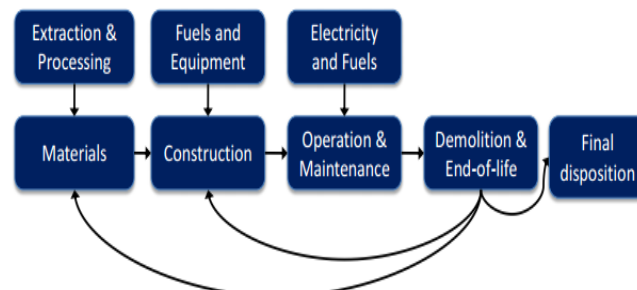 Extraction &
Processing
Fuels and
Equipment
Electricity
and Fuels
Materials
Construction
Operation &
Maintenance
Demolition &
End-of-life
Final
disposition